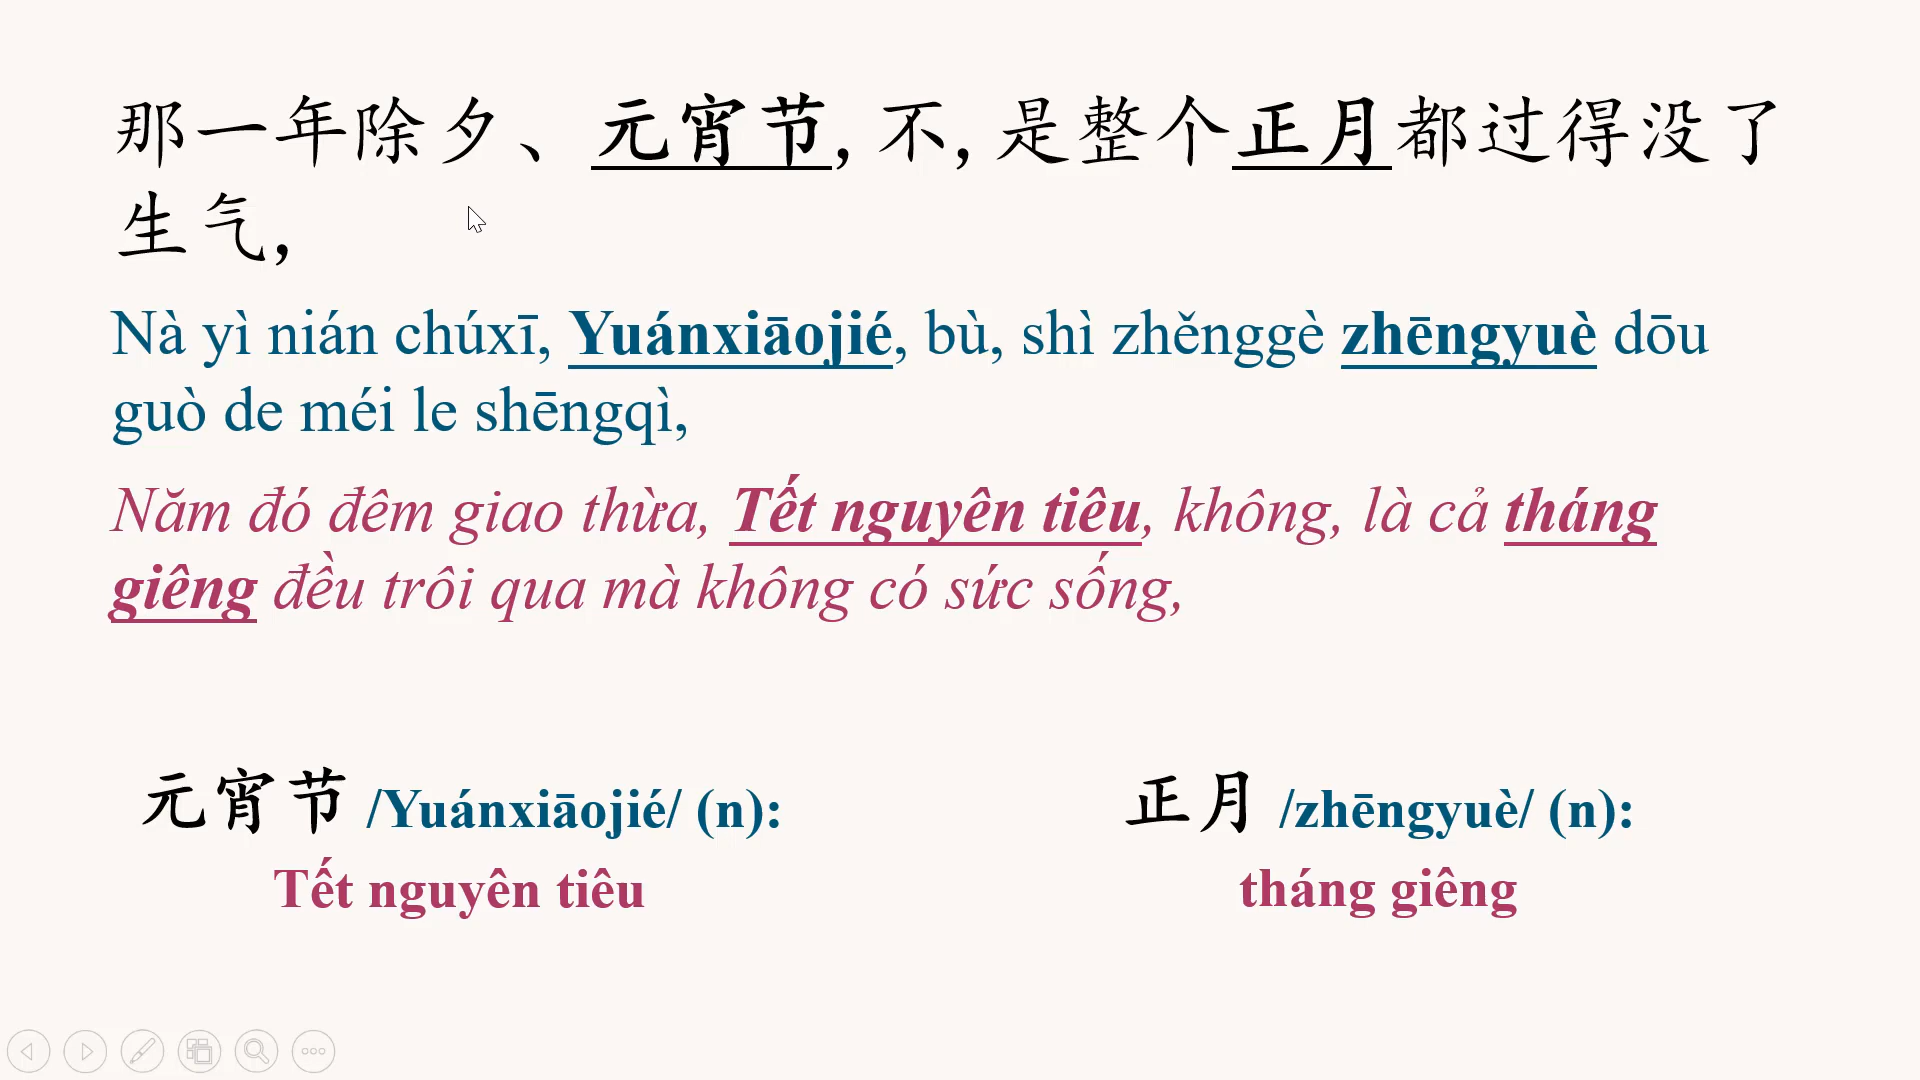 那一年除夕、元宵节, 不, 是整个正月都过得没了
生气,
Nà yì nián chúxī, Yuánxiāojié, bù, shì zhěnggè zhēngyuè dōu
guò de méi le shēngqì,
Năm đó đêm giao thừa, Tết nguyên tiêu, không, là cả tháng
giêng đều trôi qua mà không có sức sống,
元宵节 /Yuánxiāojié/ (n):
Tết nguyên tiêu
正月 /zhēngyuè/ (n):
tháng giêng